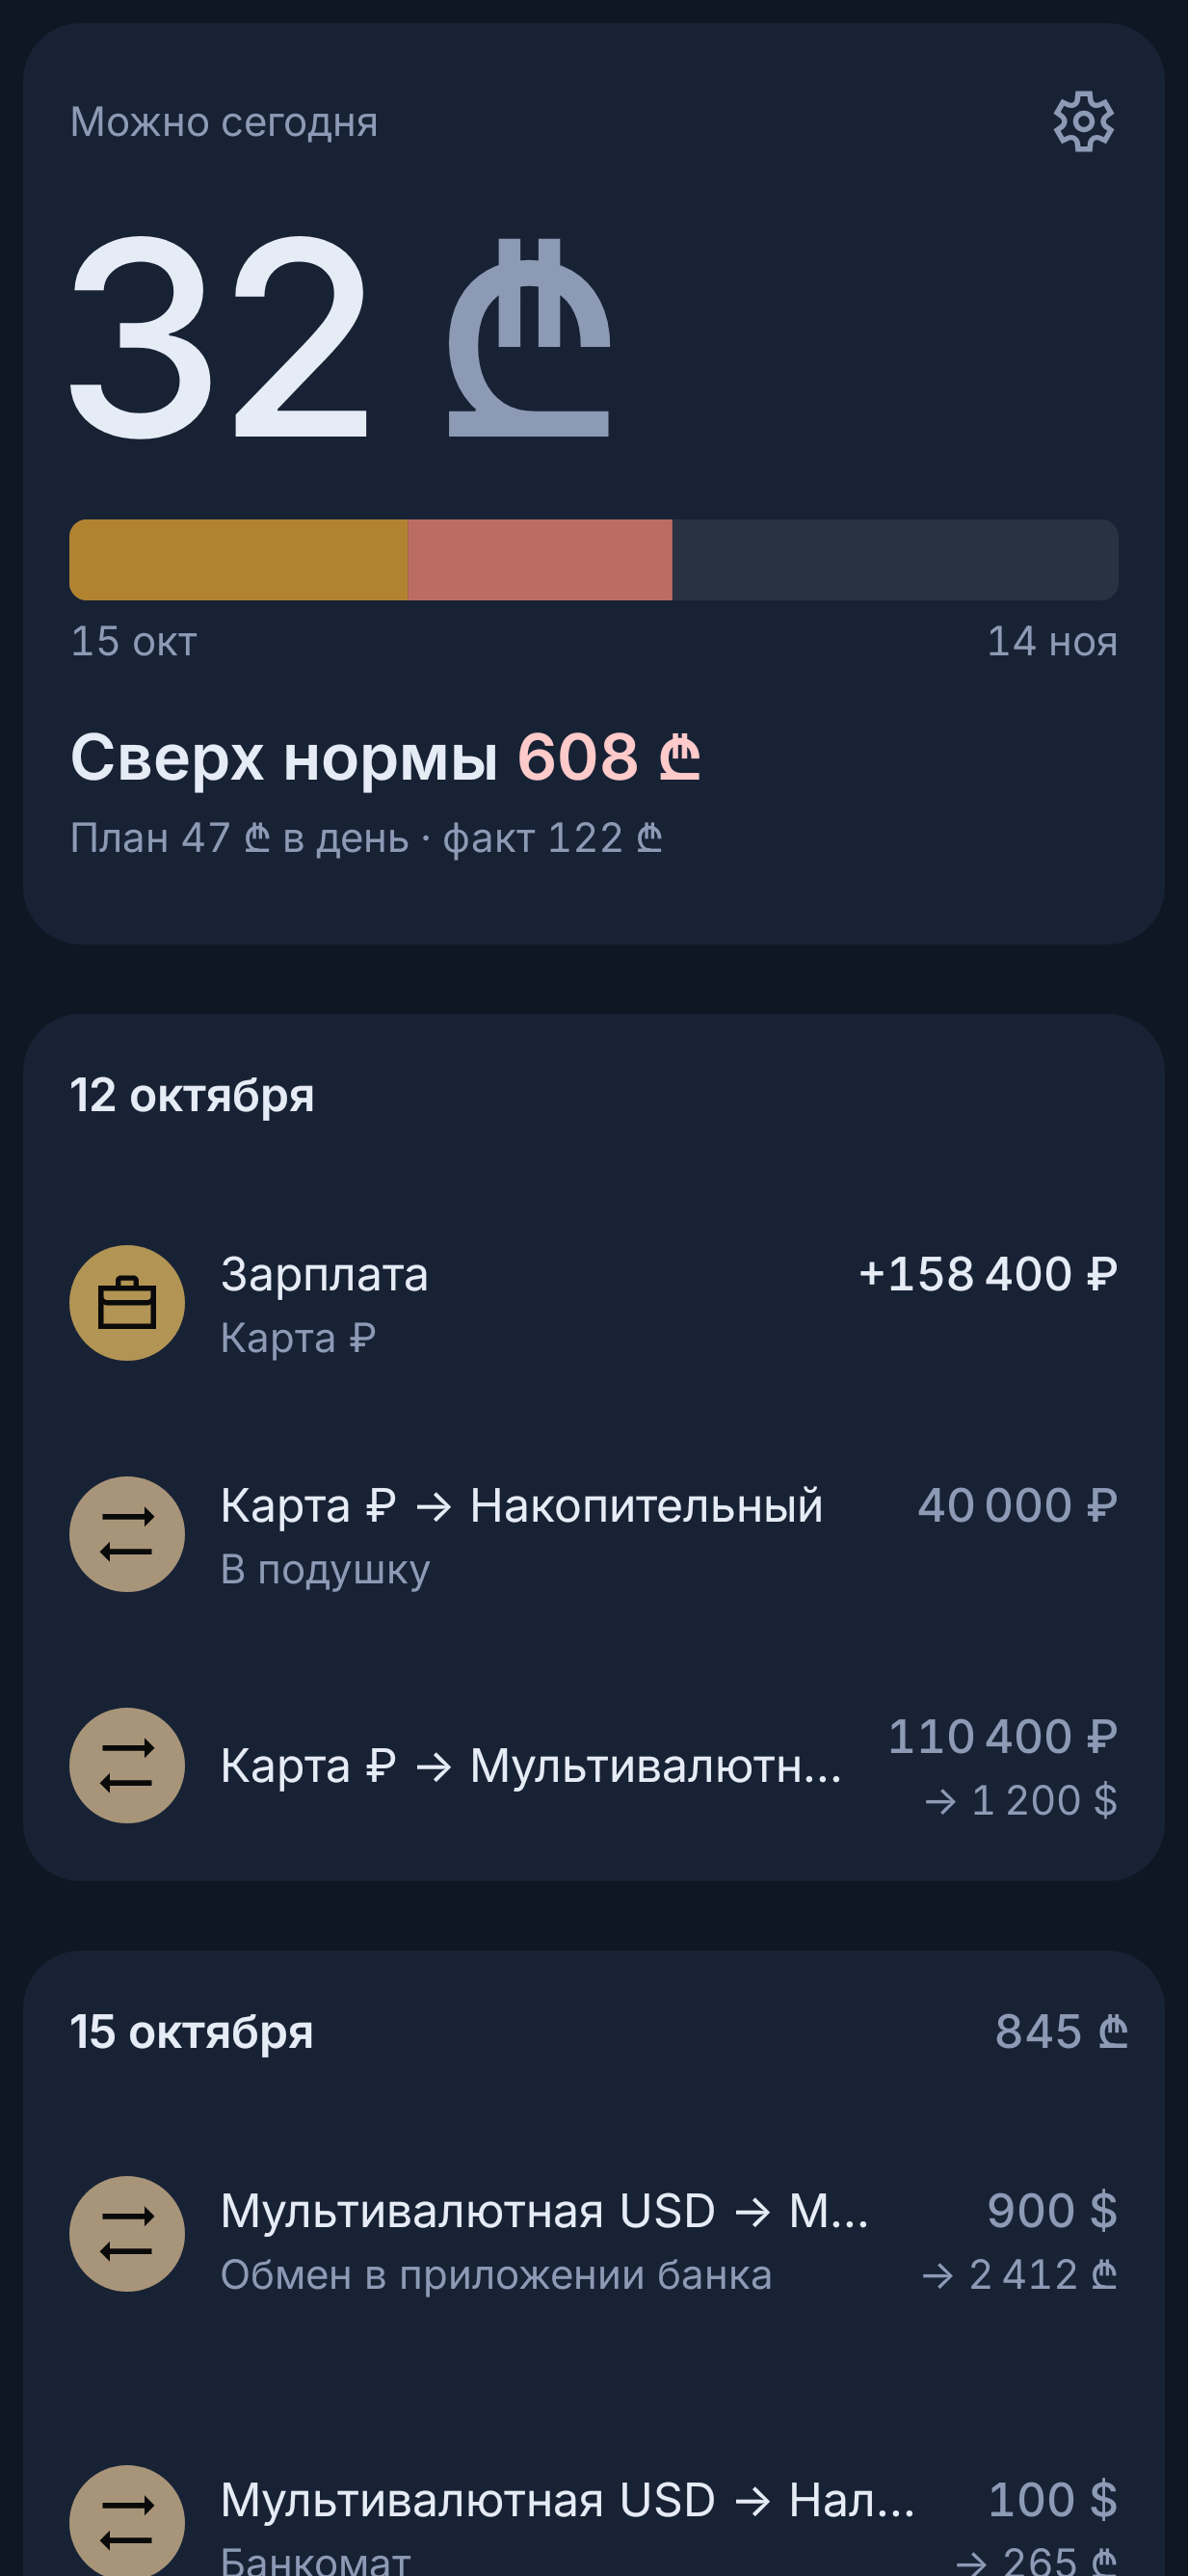 Можно сегодня
32 ₾
15 окт 14 ноя
Сверх нормы 608 ₾
План 47 ₾ в день · факт 122 ₾
12 октября
Зарплата +158 400 ₽
Карта ₽
Карта ₽ → Накопительный 40 000 ₽
В подушку
Карта ₽ → Мультивалютн... 110 400 ₽
→ 1 200 $
15 октября 845 ₾
Мультивалютная USD → М... 900 $
Обмен в приложении банка → 2 412 ₾
Мультивалютная USD → Нал... 100 $
Банкомат → 265 ₾